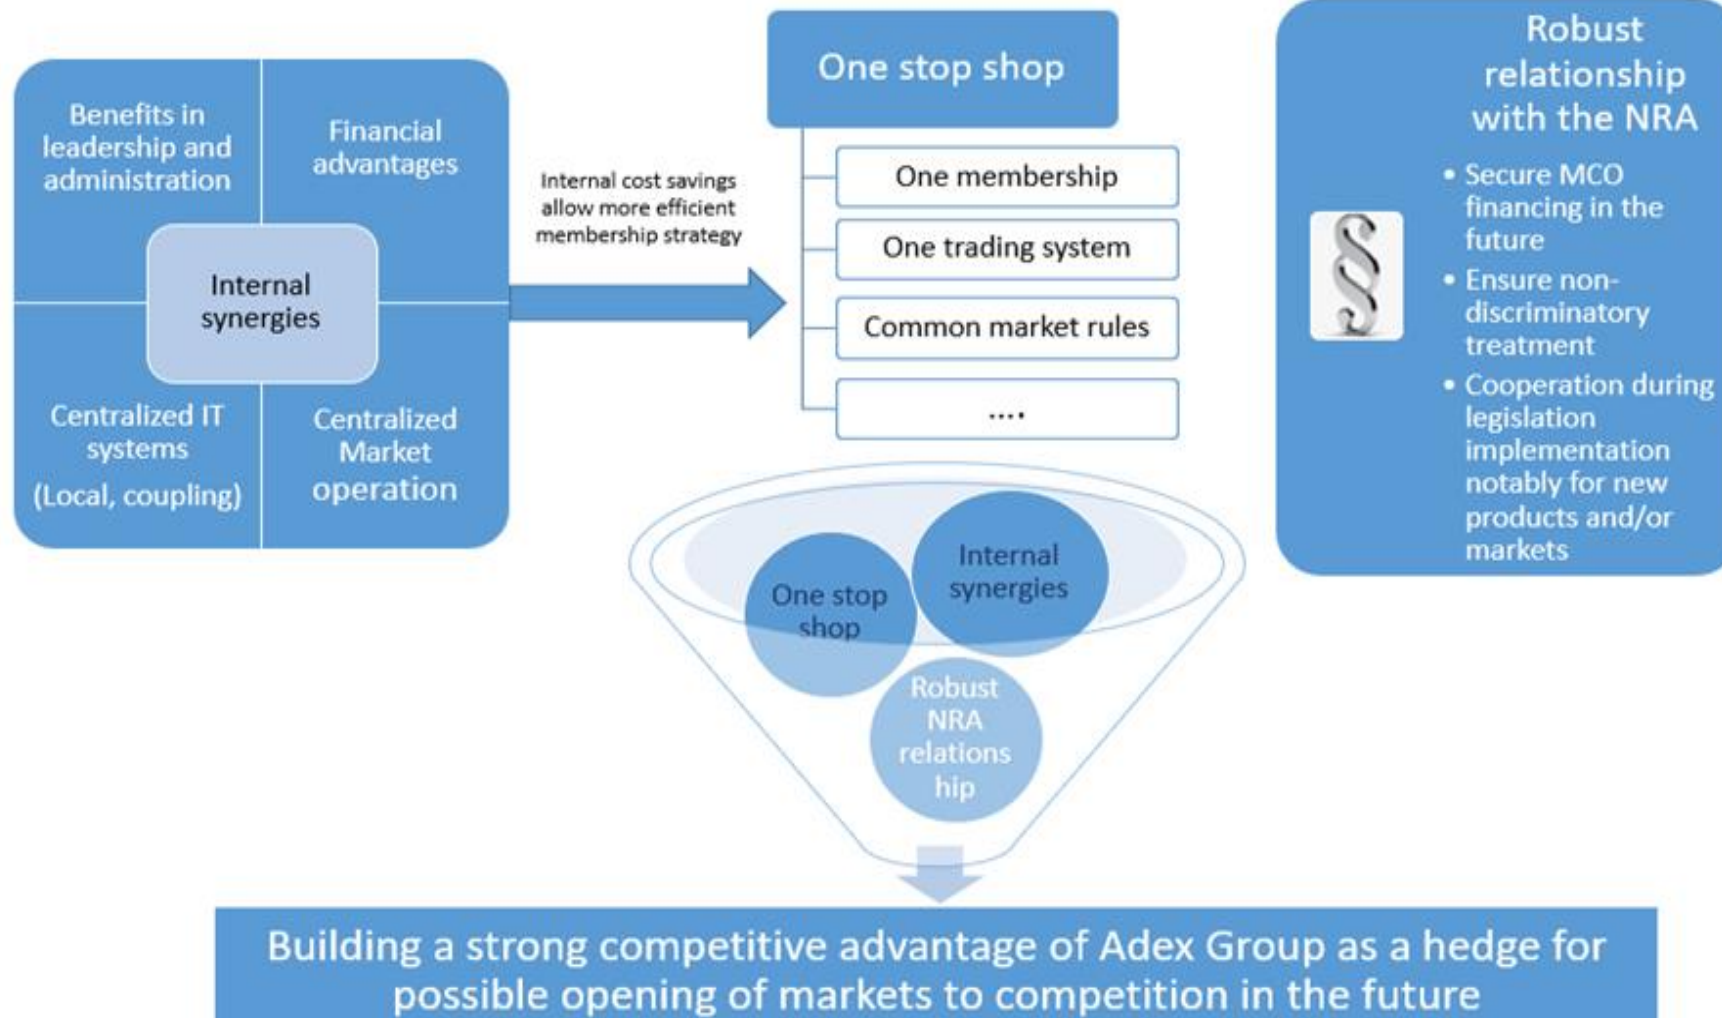 Benefits in
leadership and
administration
Financial
advantages
Internal
synergies
Centralized IT
systems
(Local, coupling)
Centralized
Market
operation
Internal cost savings
allow more efficient
membership strategy
One stop shop
One membership
One trading system
Common market rules
....
Robust
relationship
with the NRA
• Secure MCO
financing in the
future
• Ensure non-
discriminatory
treatment
• Cooperation during
legislation
implementation
notably for new
products and/or
markets
§
One stop
shop
Internal
synergies
Robust
NRA
relations
hip
Building a strong competitive advantage of Adex Group as a hedge for
possible opening of markets to competition in the future